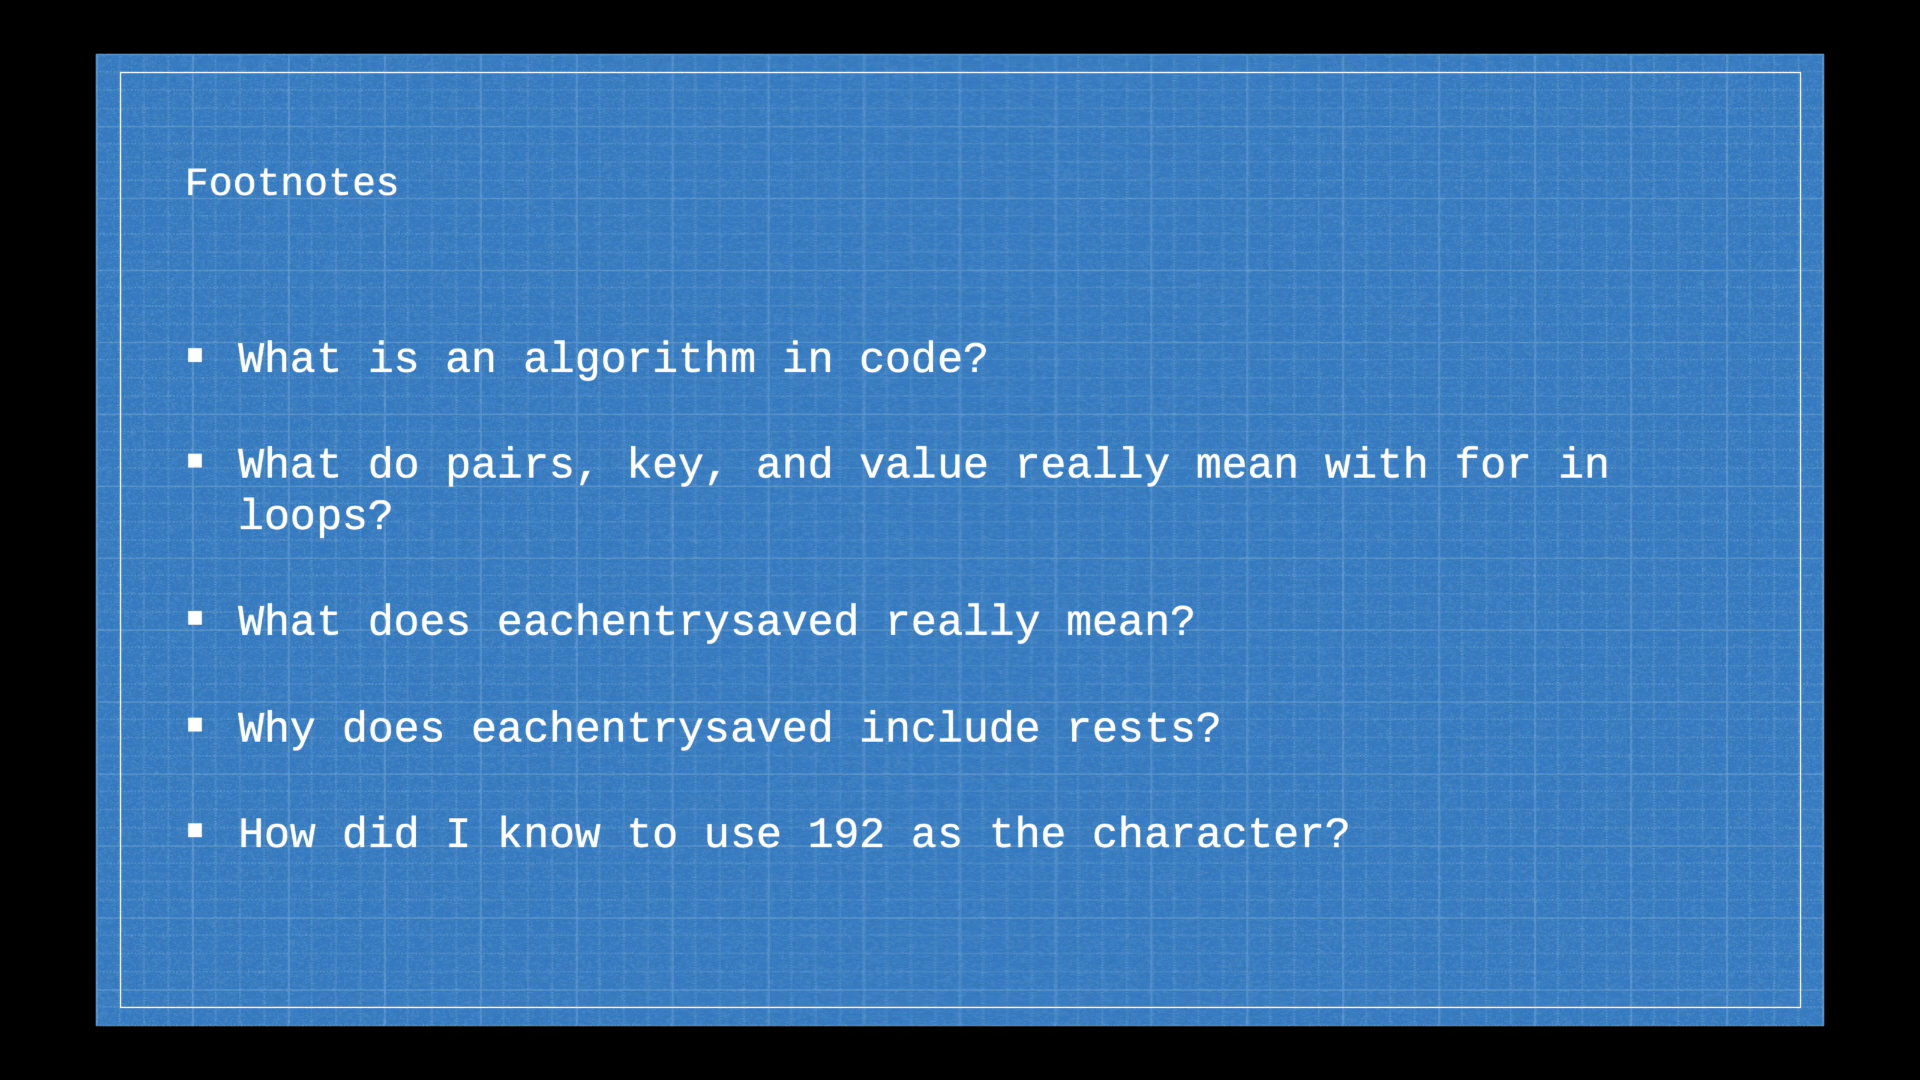 Footnotes
▪ What is an algorithm in code?
▪ What do pairs, key, and value really mean with for in
loops?
▪ What does eachentrysaved really mean?
▪ Why does eachentrysaved include rests?
▪ How did I know to use 192 as the character?